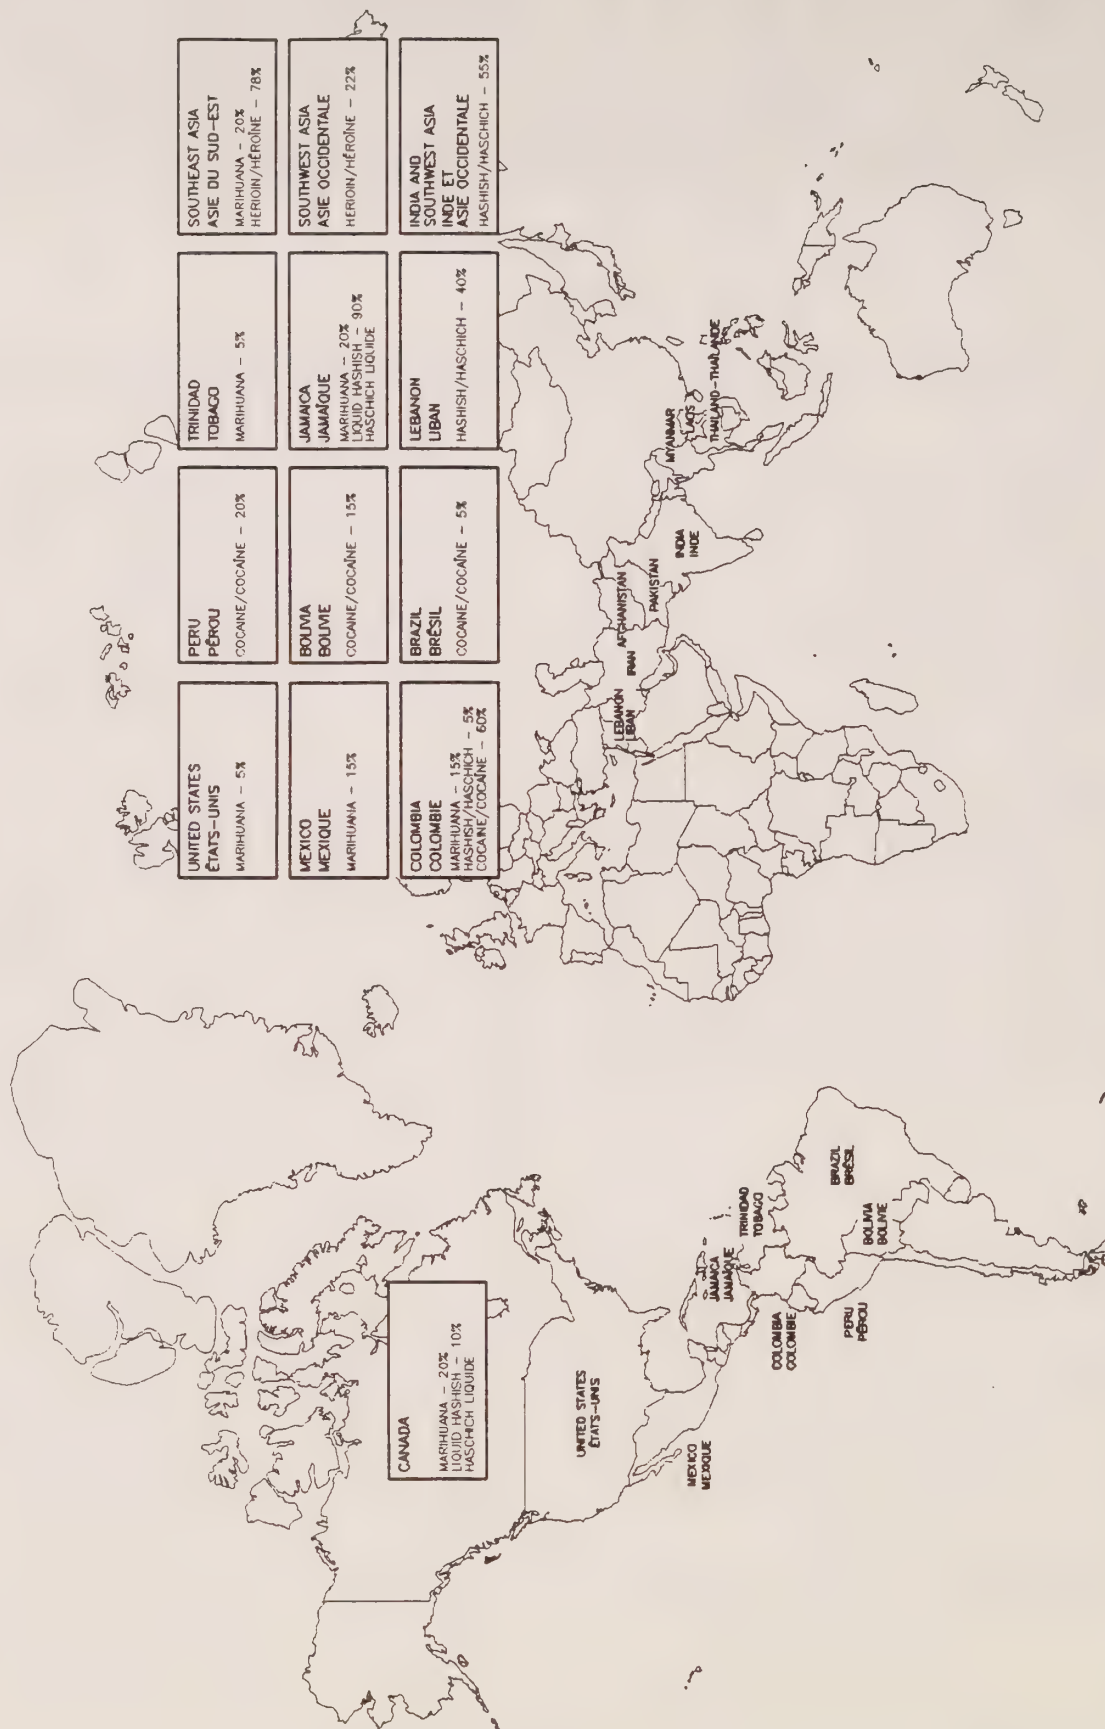 UNITED STATES
ÉTATS-UNIS
MARIHUANA - 5%
PERU
PÉROU
COCAINE/COCAÏNE - 20%
TRINIDAD
TOBAGO
MARIHUANA - 5%
SOUTHEAST ASIA
ASIE DU SUD-EST
MARIHUANA - 20%
HERIOIN/HÉROÏNE - 78%
MEXICO
MEXIQUE
MARIHUANA - 15%
BOLIVIA
BOLIVIE
COCAINE/COCAÏNE - 15%
JAMAICA
JAMAÏQUE
MARIHUANA - 20%
LIQUID HASHISH - 90%
HASCHICH LIQUIDE
SOUTHWEST ASIA
ASIE OCCIDENTALE
HERIOIN/HÉROÏNE - 22%
COLOMBIA
COLOMBIE
MARIHUANA - 15%
HASHISH/HASCHICH - 5%
COCAINE/COCAÏNE - 60%
BRAZIL
BRÉSIL
COCAINE/COCAÏNE - 5%
LEBANON
LIBAN
HASHISH/HASCHICH - 40%
INDIA AND
SOUTHWEST ASIA
INDE ET
ASIE OCCIDENTALE
HASHISH/HASCHICH - 55%
CANADA
MARIHUANA - 20%
LIQUID HASHISH - 10%
HASCHICH LIQUIDE
UNITED STATES
ÉTATS-UNIS
MEXICO
MEXIQUE
JAMAICA
JAMAÏQUE
TRINIDAD
TOBAGO
COLOMBIA
COLOMBIE
PERU
PÉROU
BRAZIL
BRÉSIL
BOLIVIA
BOLIVIE
LEBANON
LIBAN
IRAN
AFGHANISTAN
PAKISTAN
INDIA
INDE
MYANMAR
LAOS
THAILAND-THAÏLANDE